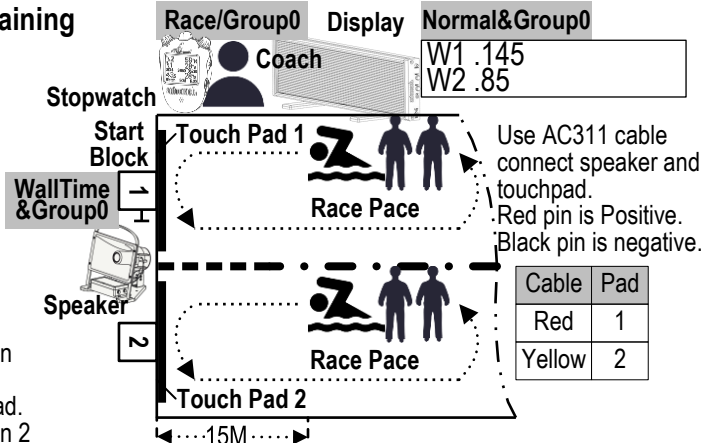 aining
Race/Group0
Display
Normal&Group0
Coach
W1 .145
W2 .85
Stopwatch
Start
Block
Touch Pad 1
Use AC311 cable
connect speaker and
touchpad.
Red pin is Positive.
Black pin is negative.
1
WallTime
&Group0
Race Pace
Cable Pad
Red 1
Yellow 2
Speaker
2
n
Race Pace
ad.
Touch Pad 2
n 2
15M